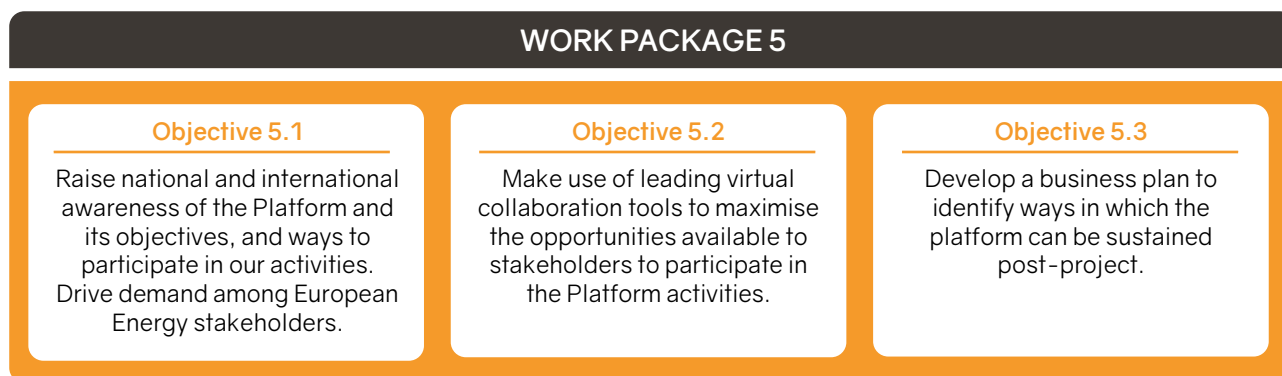 WORK PACKAGE 5
Objective 5.1
Raise national and international
awareness of the Platform and
its objectives, and ways to
participate in our activities.
Drive demand among European
Energy stakeholders.
Objective 5.2
Make use of leading virtual
collaboration tools to maximise
the opportunities available to
stakeholders to participate in
the Platform activities.
Objective 5.3
Develop a business plan to
identify ways in which the
platform can be sustained
post-project.